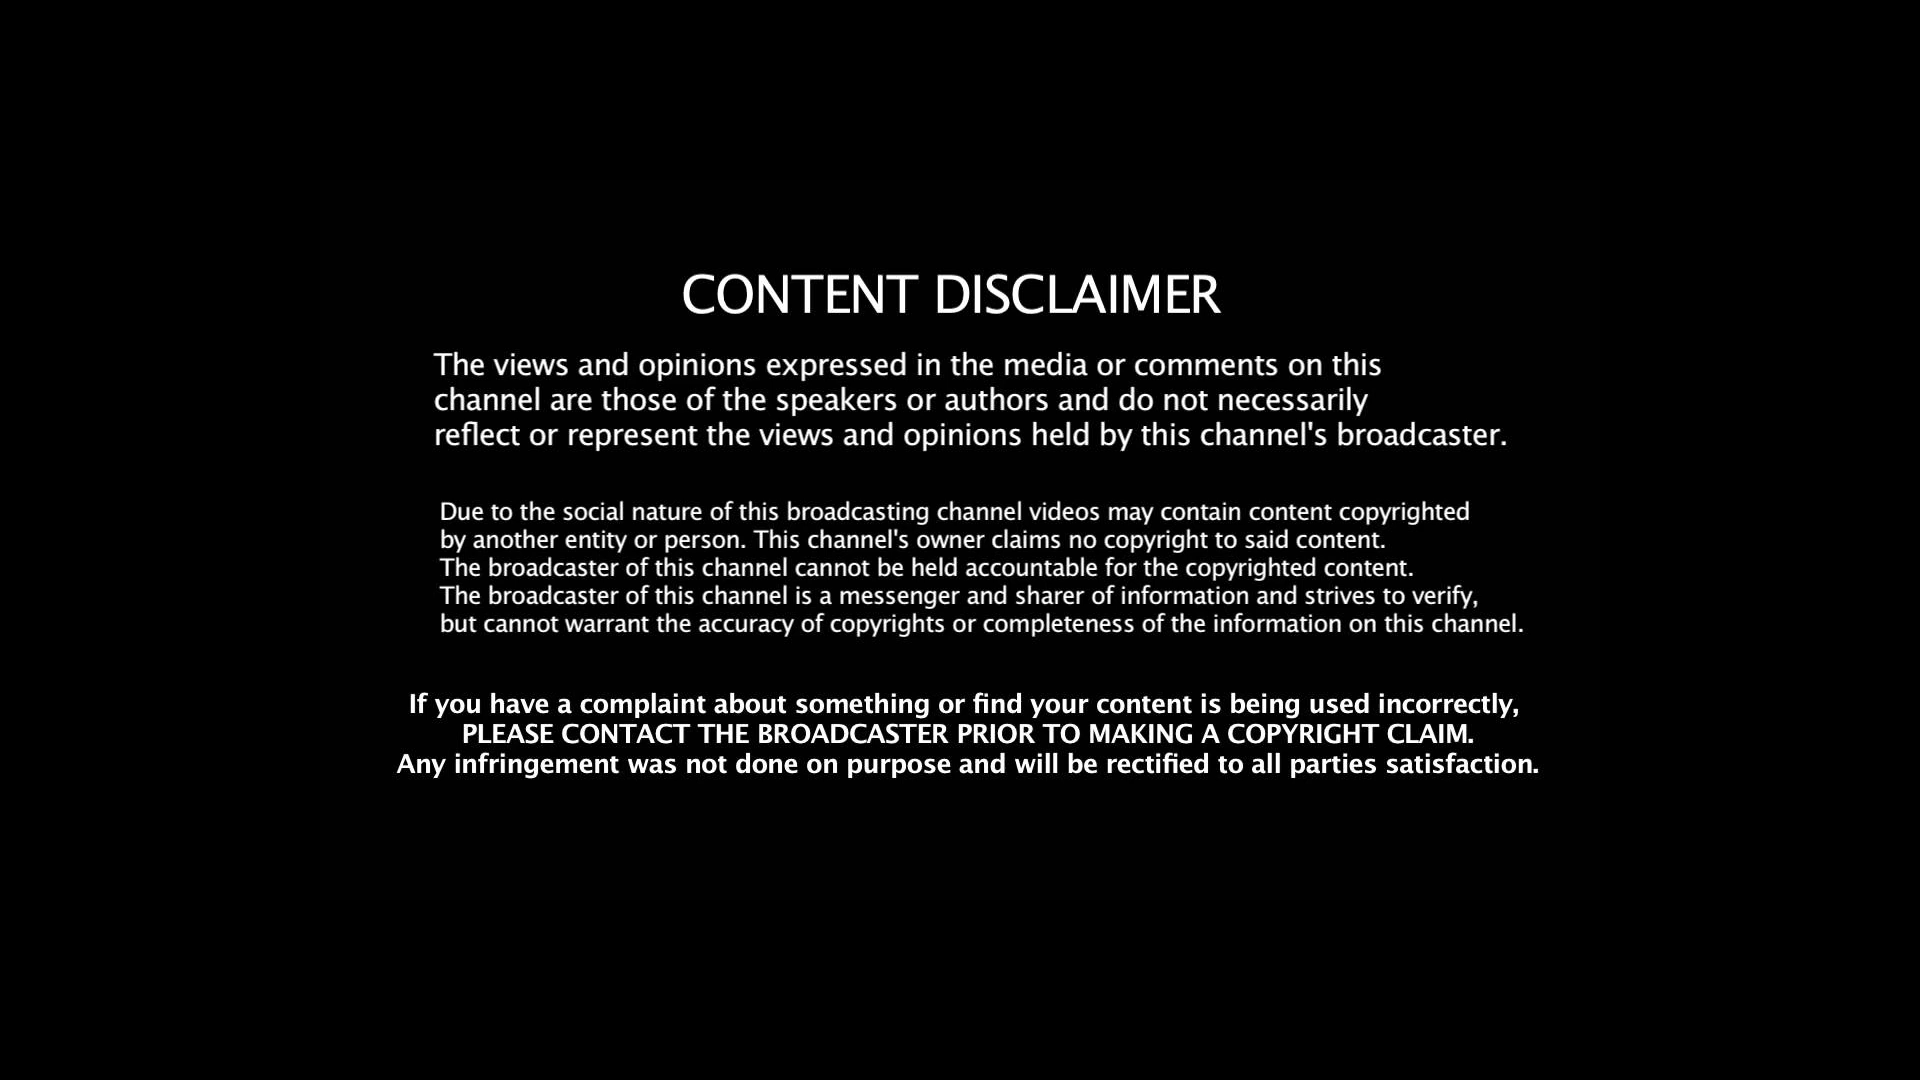 CONTENT DISCLAIMER
The views and opinions expressed in the media or comments on this
channel are those of the speakers or authors and do not necessarily
reflect or represent the views and opinions held by this channel's broadcaster.
Due to the social nature of this broadcasting channel videos may contain content copyrighted
by another entity or person. This channel's owner claims no copyright to said content.
The broadcaster of this channel cannot be held accountable for the copyrighted content.
The broadcaster of this channel is a messenger and sharer of information and strives to verify,
but cannot warrant the accuracy of copyrights or completeness of the information on this channel.
If you have a complaint about something or find your content is being used incorrectly,
PLEASE CONTACT THE BROADCASTER PRIOR TO MAKING A COPYRIGHT CLAIM.
Any infringement was not done on purpose and will be rectified to all parties satisfaction.